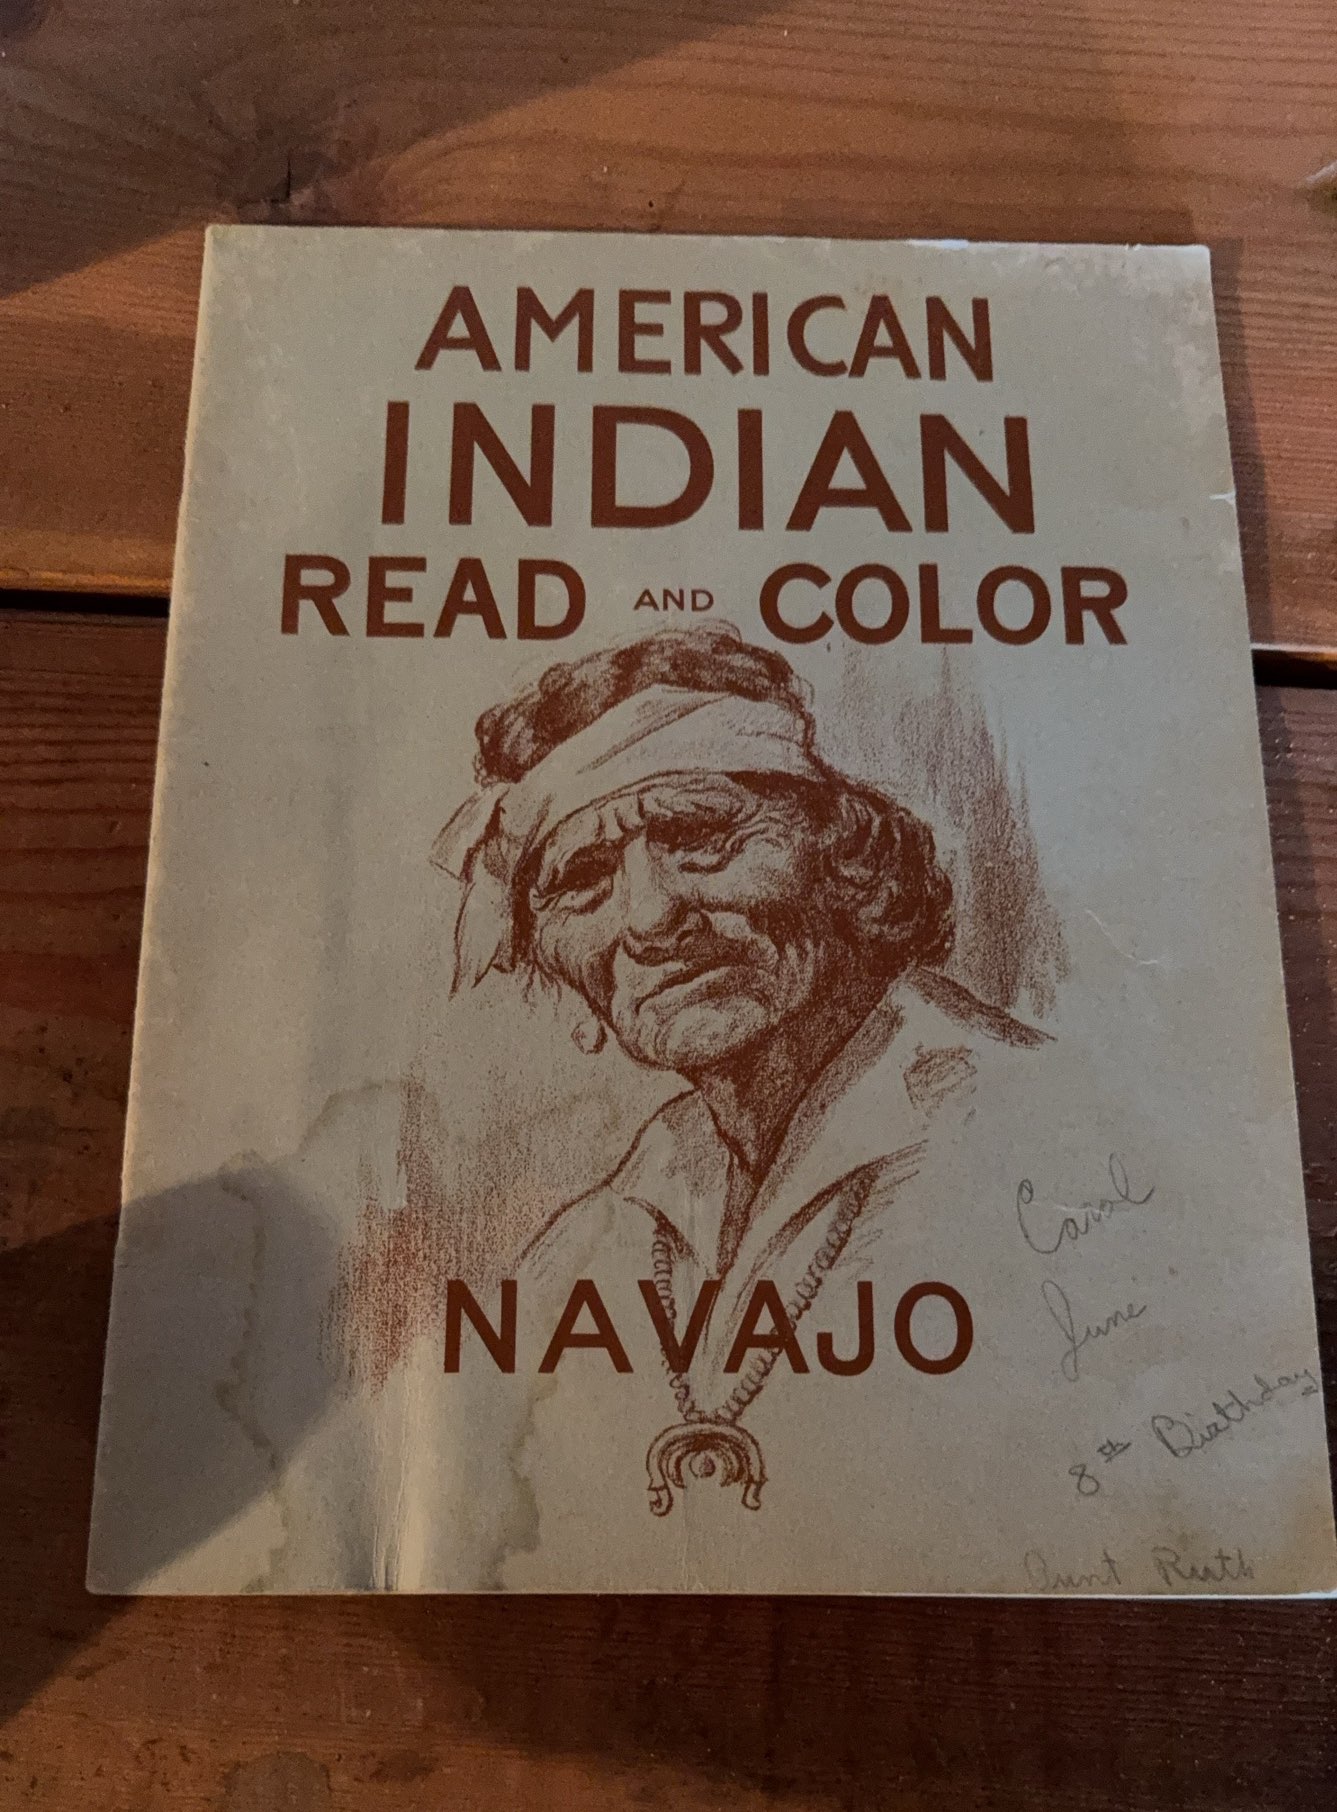 AMERICAN
INDIAN
READ AND COLOR
NAVAJO
Carol
June
8th Birthday
Aunt Ruth